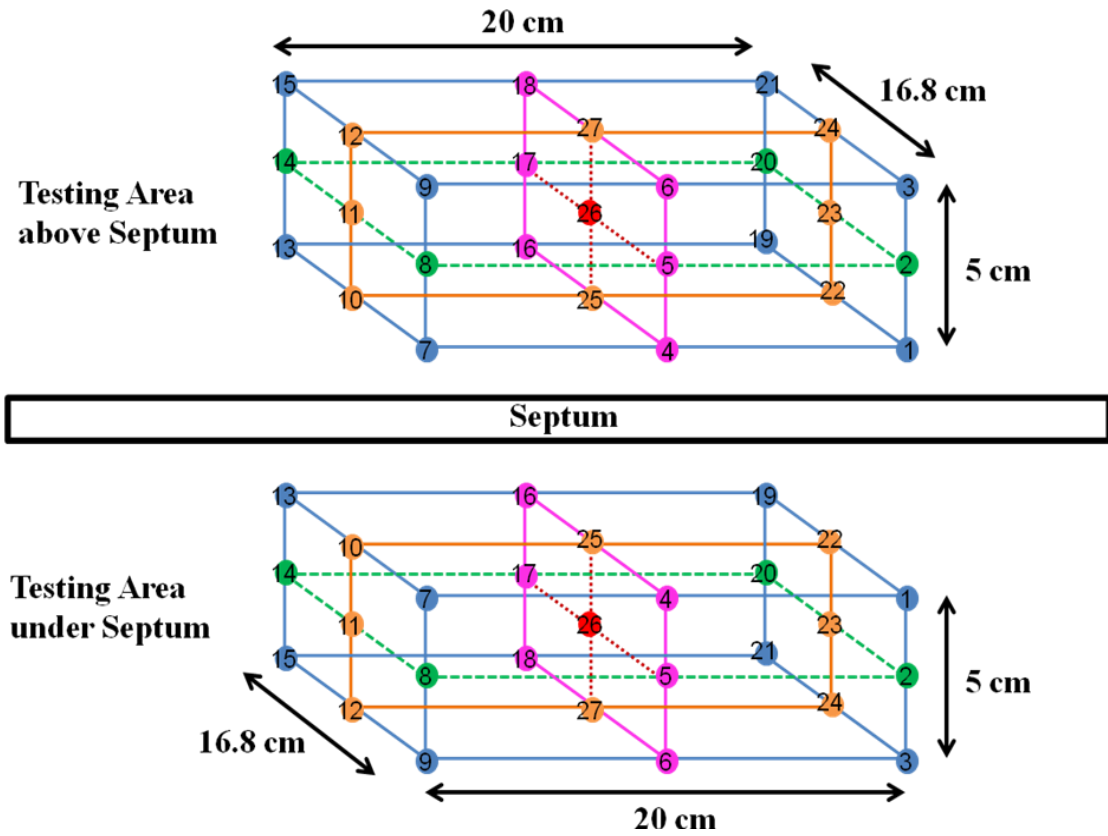 20 cm
15 18 21
16.8 cm
12 27 24
14 17 20
9 6 3
Testing Area
above Septum
11 26 23
13 16 19
8 5 2
5 cm
10 25 22
7 4 1
Septum
13 16 19
10 25 22
14 17 20
Testing Area
under Septum
7 4 1
11 26 23
15 18 21
8 5 2
5 cm
12 27 24
16.8 cm
9 6 3
20 cm